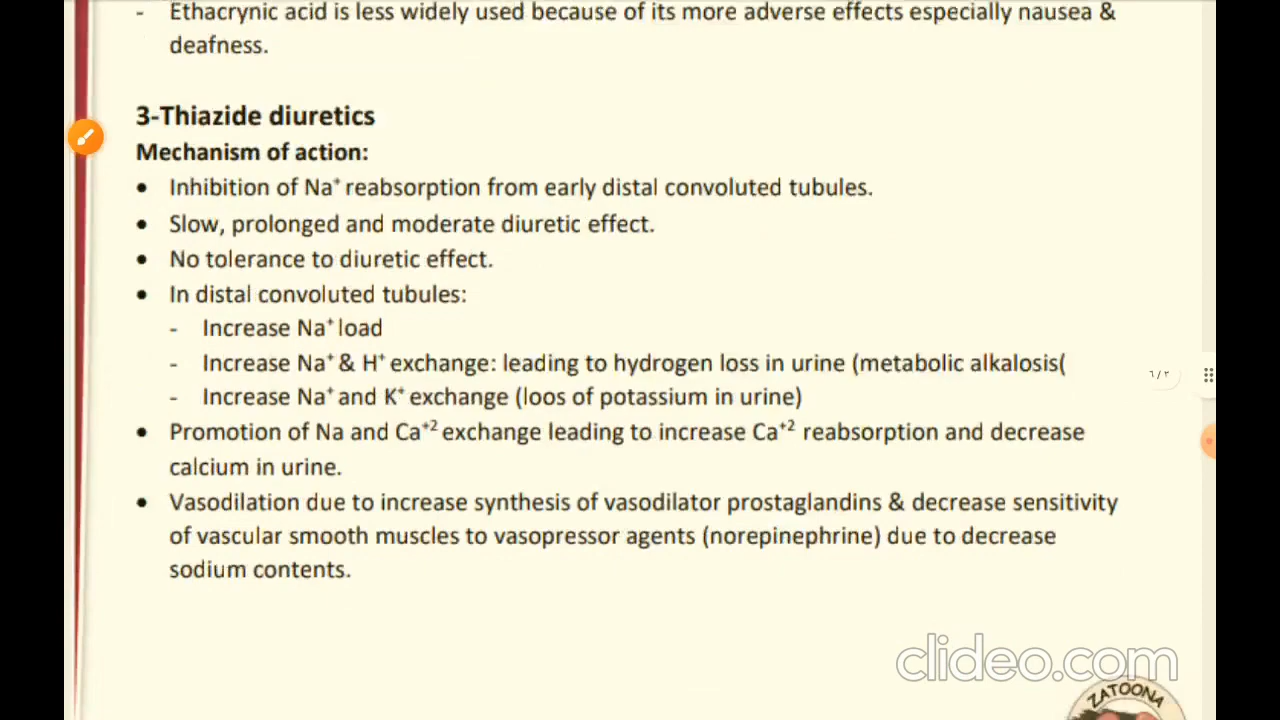 - Ethacrynic acid is less widely used because of its more adverse effects especially nausea &
deafness.
3-Thiazide diuretics
Mechanism of action:
• Inhibition of Na⁺ reabsorption from early distal convoluted tubules.
• Slow, prolonged and moderate diuretic effect.
• No tolerance to diuretic effect.
• In distal convoluted tubules:
- Increase Na⁺ load
- Increase Na⁺ & H⁺ exchange: leading to hydrogen loss in urine (metabolic alkalosis(
- Increase Na⁺ and K⁺ exchange (loos of potassium in urine)
• Promotion of Na and Ca⁺² exchange leading to increase Ca⁺² reabsorption and decrease
calcium in urine.
• Vasodilation due to increase synthesis of vasodilator prostaglandins & decrease sensitivity
of vascular smooth muscles to vasopressor agents (norepinephrine) due to decrease
sodium contents.
٦/٢
clideo.com
ZATOONA